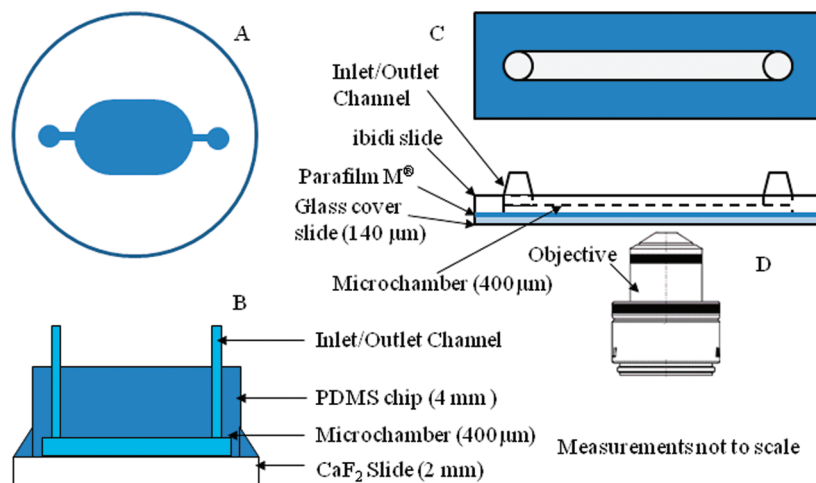 A
C
Inlet/Outlet
Channel
ibidi slide
Parafilm M®
Glass cover
slide (140 µm)
Objective
D
Microchamber (400 µm)
B
Inlet/Outlet Channel
PDMS chip (4 mm )
Microchamber (400µm)
Measurements not to scale
CaF₂ Slide (2 mm)